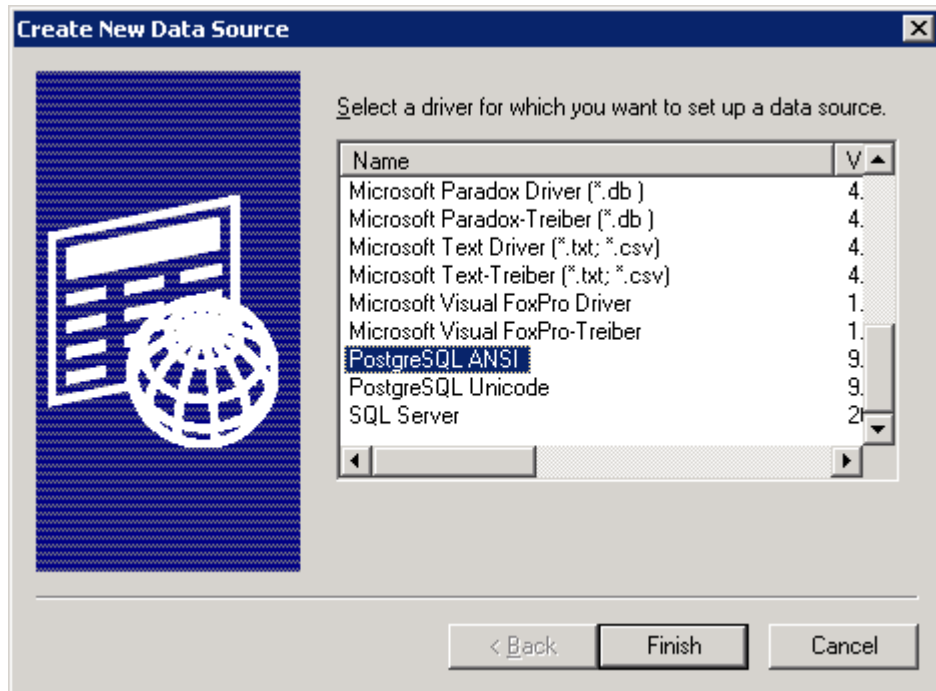 Create New Data Source
Select a driver for which you want to set up a data source.
Name V
Microsoft Paradox Driver (*.db ) 4.
Microsoft Paradox-Treiber (*.db ) 4.
Microsoft Text Driver (*.txt; *.csv) 4.
Microsoft Text-Treiber (*.txt; *.csv) 4.
Microsoft Visual FoxPro Driver 1.
Microsoft Visual FoxPro-Treiber 1.
PostgreSQL ANSI 9.
PostgreSQL Unicode 9.
SQL Server 2
< Back Finish Cancel